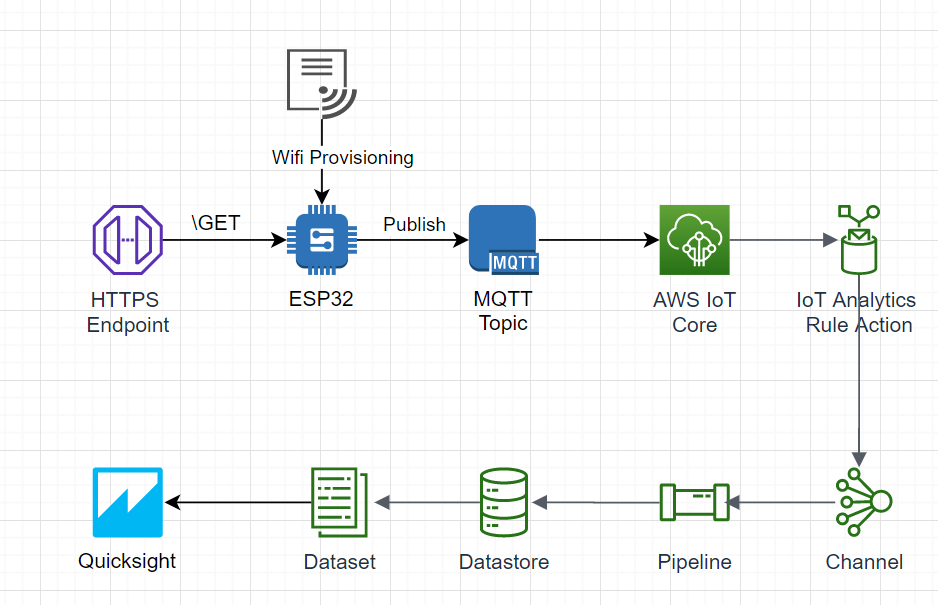 Wifi Provisioning
\GET
Publish
MQTT
HTTPS
Endpoint
ESP32
MQTT
Topic
AWS IoT
Core
IoT Analytics
Rule Action
Quicksight
Dataset
Datastore
Pipeline
Channel